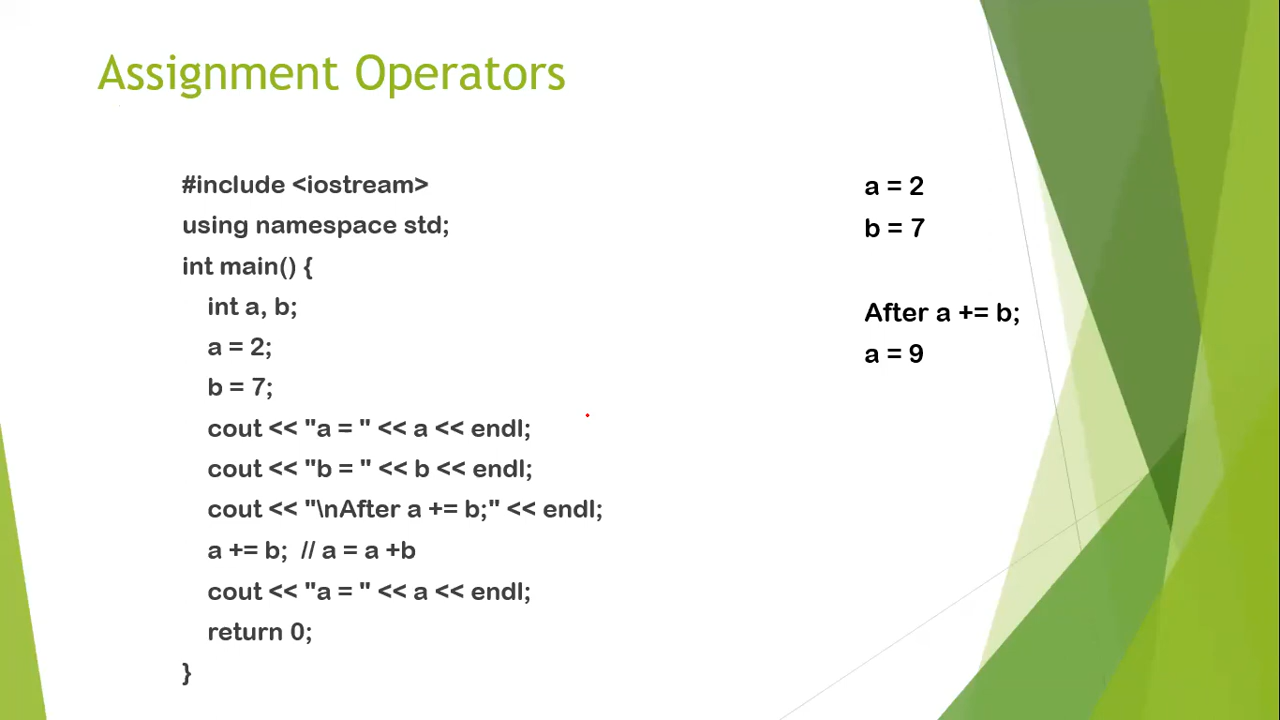 Assignment Operators
#include <iostream>
using namespace std;
int main() {
int a, b;
a = 2;
b = 7;
cout << "a = " << a << endl;
cout << "b = " << b << endl;
cout << "\nAfter a += b;" << endl;
a += b;  // a = a +b
cout << "a = " << a << endl;
return 0;
}
a = 2
b = 7
After a += b;
a = 9